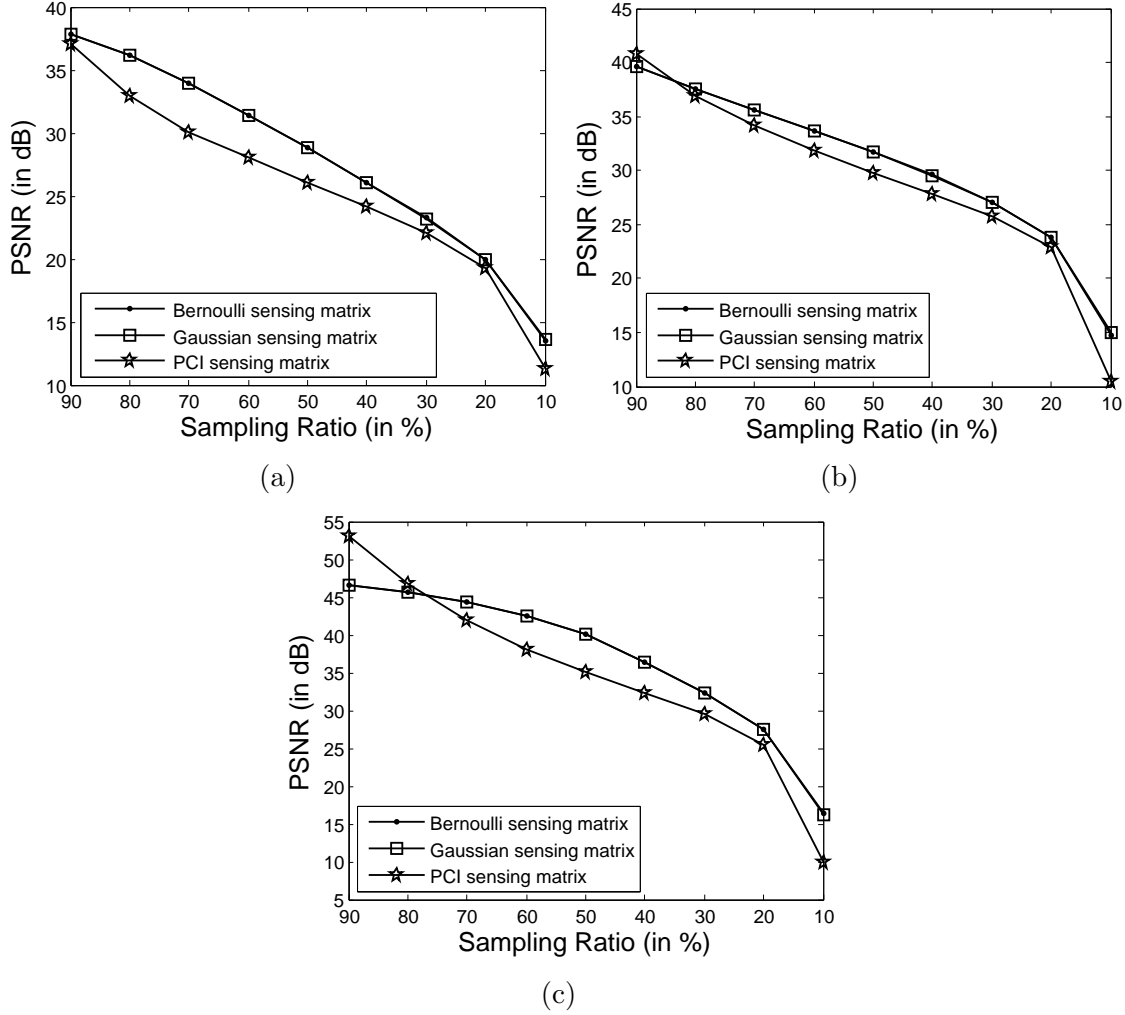 40
35
30
25
20
15
10
PSNR (in dB)
Bernoulli sensing matrix
Gaussian sensing matrix
PCI sensing matrix
90 80 70 60 50 40 30 20 10
Sampling Ratio (in %)
(a)
45
40
35
30
25
20
15
10
PSNR (in dB)
Bernoulli sensing matrix
Gaussian sensing matrix
PCI sensing matrix
90 80 70 60 50 40 30 20 10
Sampling Ratio (in %)
(b)
55
50
45
40
35
30
25
20
15
10
5
PSNR (in dB)
Bernoulli sensing matrix
Gaussian sensing matrix
PCI sensing matrix
90 80 70 60 50 40 30 20 10
Sampling Ratio (in %)
(c)